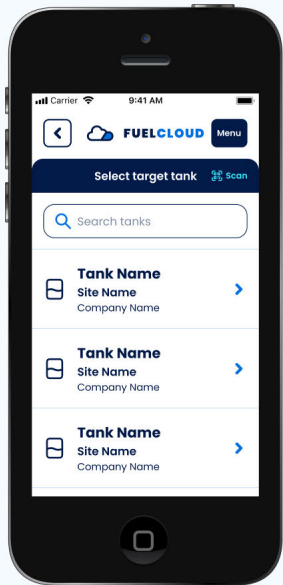 Carrier 9:41 AM
FUELCLOUD Menu
Select target tank Scan
Search tanks
Tank Name
Site Name
Company Name
Tank Name
Site Name
Company Name
Tank Name
Site Name
Company Name